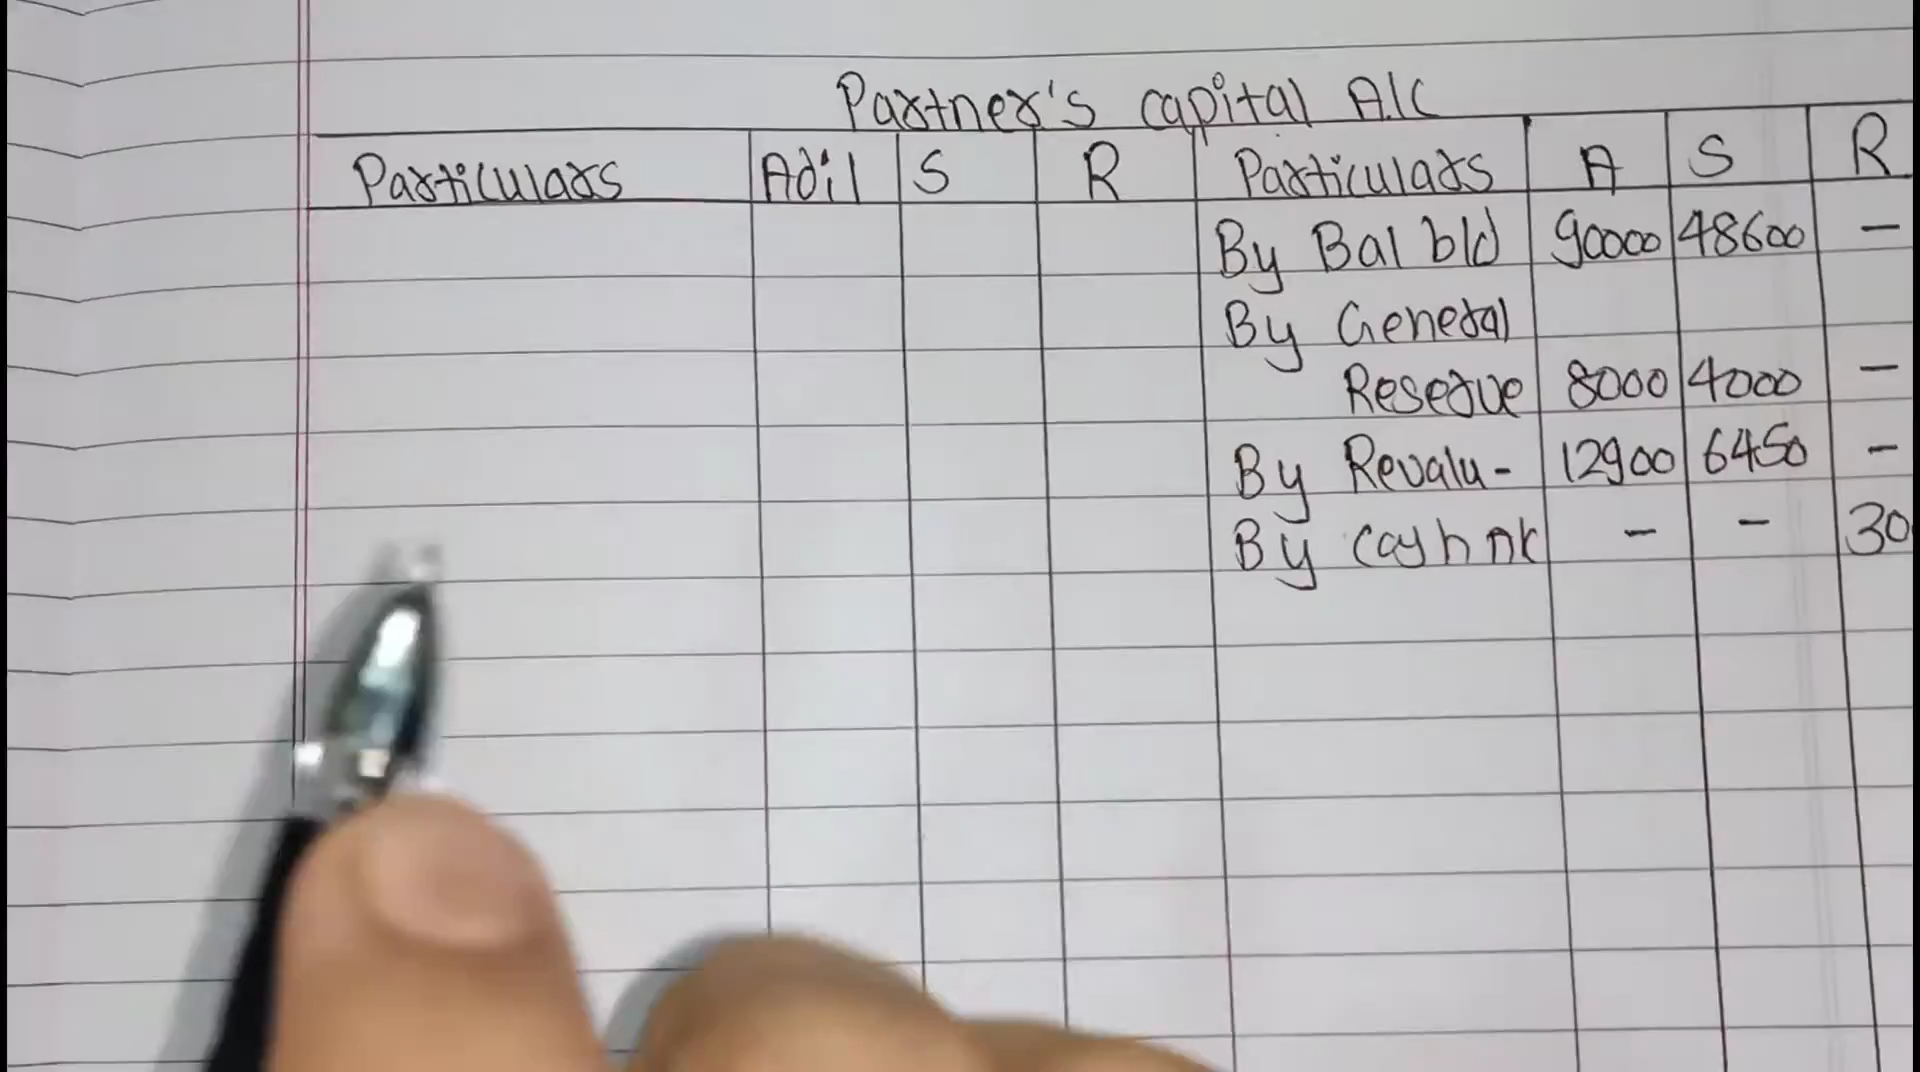 Partner's capital A/C
Particulars Adil S R Particulars A S R
By Bal b/d 90000 48600 -
By General
Reserve 8000 4000 -
By Revalu- 12900 6450 -
By - - 30